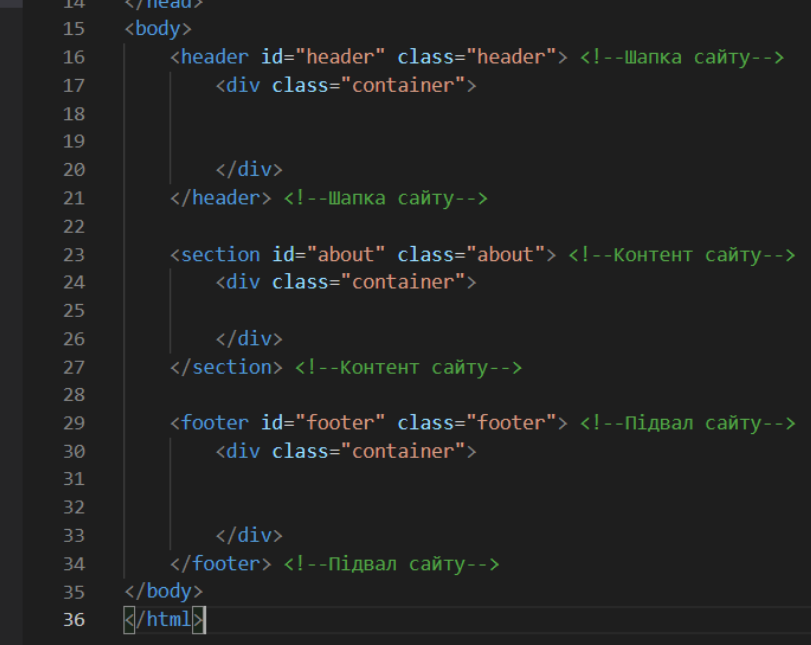 14 </head>
15 <body>
16 <header id="header" class="header"> <!--Шапка сайту-->
17 <div class="container">
18
19
20 </div>
21 </header> <!--Шапка сайту-->
22
23 <section id="about" class="about"> <!--Контент сайту-->
24 <div class="container">
25
26 </div>
27 </section> <!--Контент сайту-->
28
29 <footer id="footer" class="footer"> <!--Підвал сайту-->
30 <div class="container">
31
32
33 </div>
34 </footer> <!--Підвал сайту-->
35 </body>
36 </html>